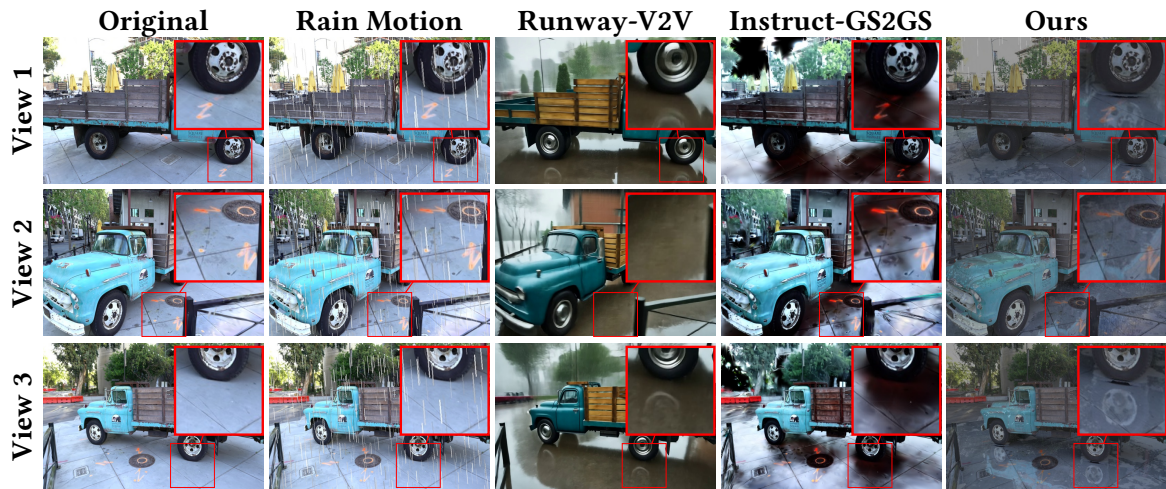 Original Rain Motion Runway-V2V Instruct-GS2GS Ours
View 1
View 2
View 3